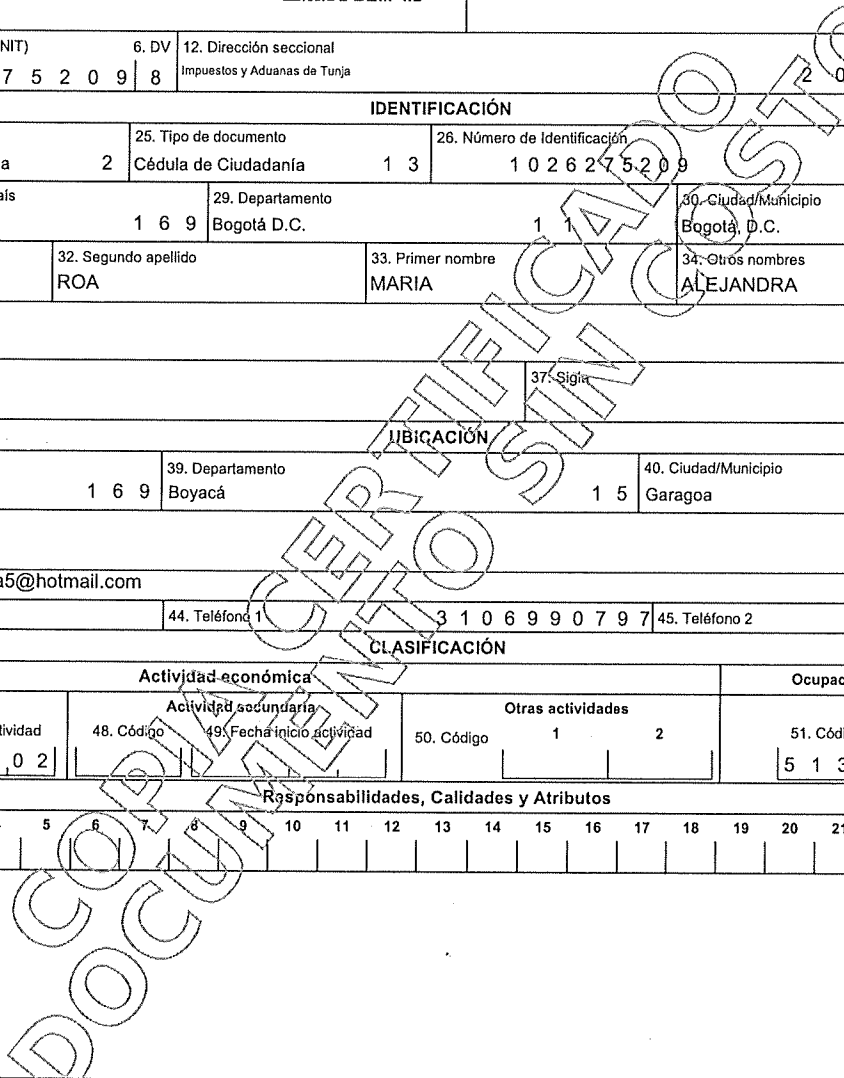 NIT) 6. DV 12. Dirección seccional
7 5 2 0 9 8 Impuestos y Aduanas de Tunja 2 0
IDENTIFICACIÓN
25. Tipo de documento 26. Número de Identificación
a 2 Cédula de Ciudadanía 1 3 1 0 2 6 2 7 5 2 0 9
aís 29. Departamento 30. Ciudad/Municipio
1 6 9 Bogotá D.C. 1 1 Bogotá, D.C.
32. Segundo apellido 33. Primer nombre 34. Otros nombres
ROA MARIA ALEJANDRA
37. Sigla
UBICACIÓN
39. Departamento 40. Ciudad/Municipio
1 6 9 Boyacá 1 5 Garagoa
a5@hotmail.com
44. Teléfono 1 3 1 0 6 9 9 0 7 9 7 45. Teléfono 2
CLASIFICACIÓN
Actividad económica Ocupac
Actividad secundaria Otras actividades
tividad 48. Código 49. Fecha inicio actividad 50. Código 1 2 51. Códi
0 2 5 1 3
Responsabilidades, Calidades y Atributos
5 6 7 8 9 10 11 12 13 14 15 16 17 18 19 20 21
COPIA CERTIFICADO
DOCUMENTO SIN COSTO